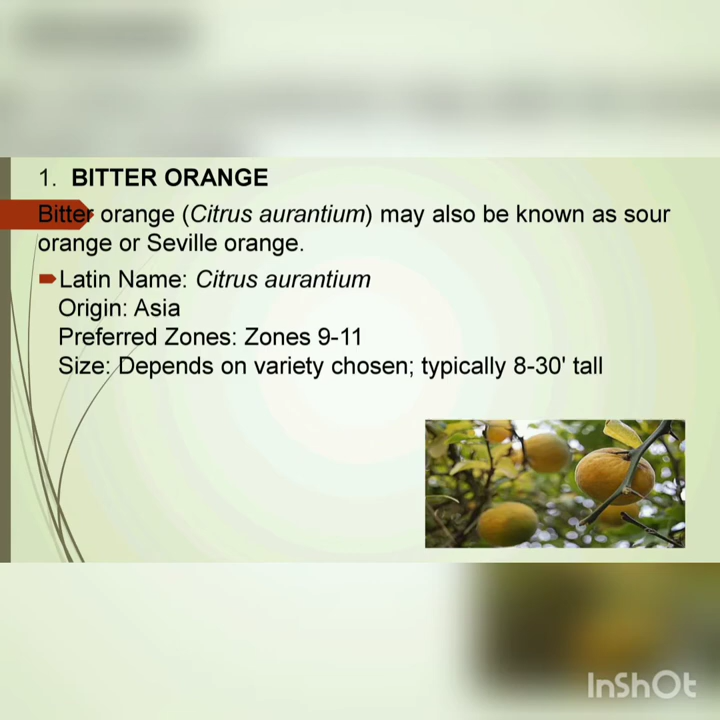 1. BITTER ORANGE
Bitter orange (Citrus aurantium) may also be known as sour
orange or Seville orange.
Latin Name: Citrus aurantium
Origin: Asia
Preferred Zones: Zones 9-11
Size: Depends on variety chosen; typically 8-30' tall
InShOt